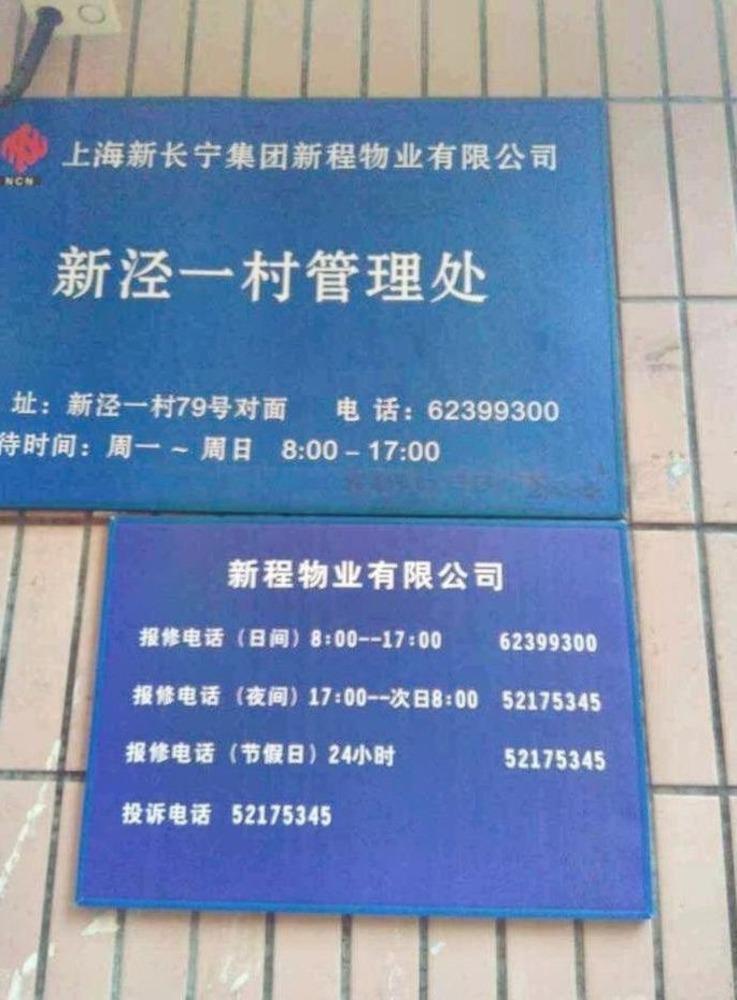 NCN
上海新长宁集团新程物业有限公司
新泾一村管理处
址：新泾一村79号对面 电 话：62399300
待时间：周一 ~ 周日 8:00 – 17:00
新程物业有限公司
报修电话（日间）8:00--17:00 62399300
报修电话（夜间）17:00--次日8:00 52175345
报修电话（节假日）24小时 52175345
投诉电话 52175345